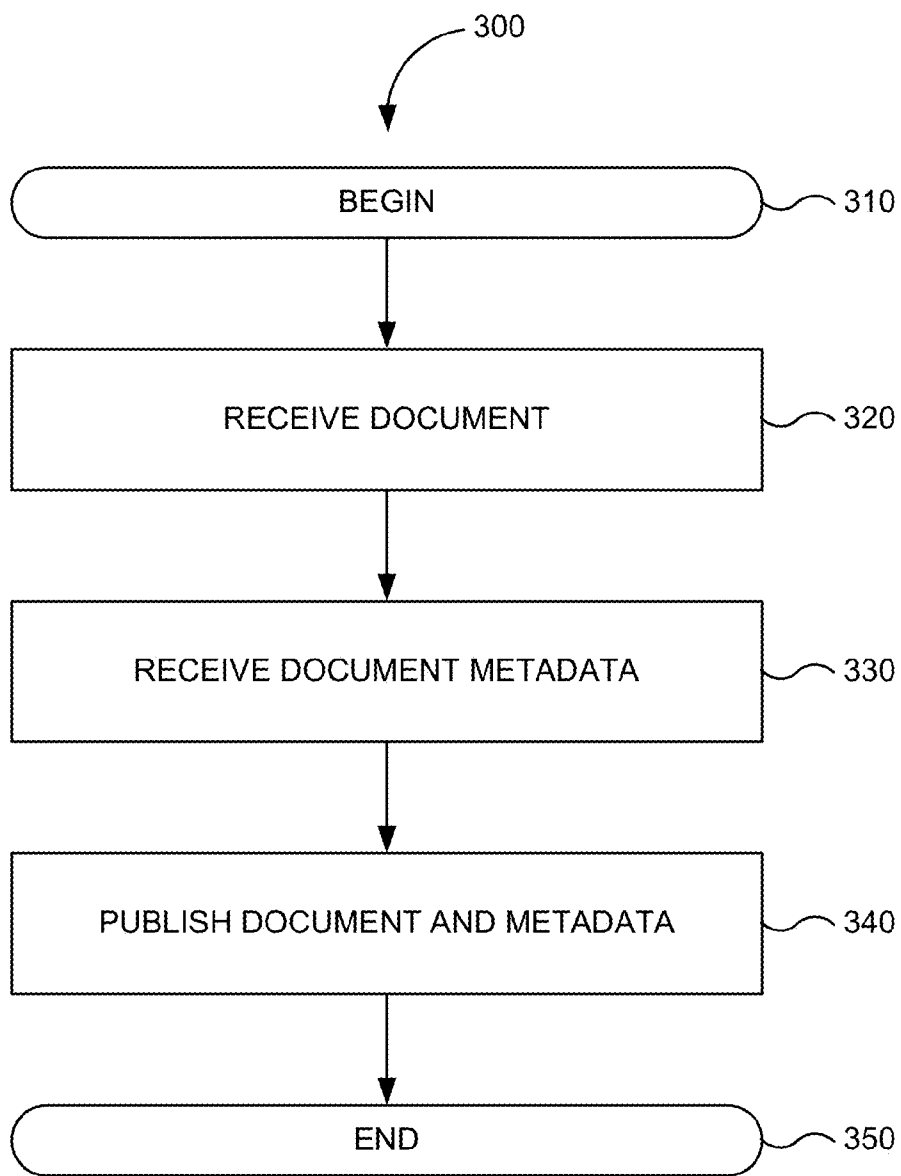 300
BEGIN
310
RECEIVE DOCUMENT
320
RECEIVE DOCUMENT METADATA
330
PUBLISH DOCUMENT AND METADATA
340
END
350